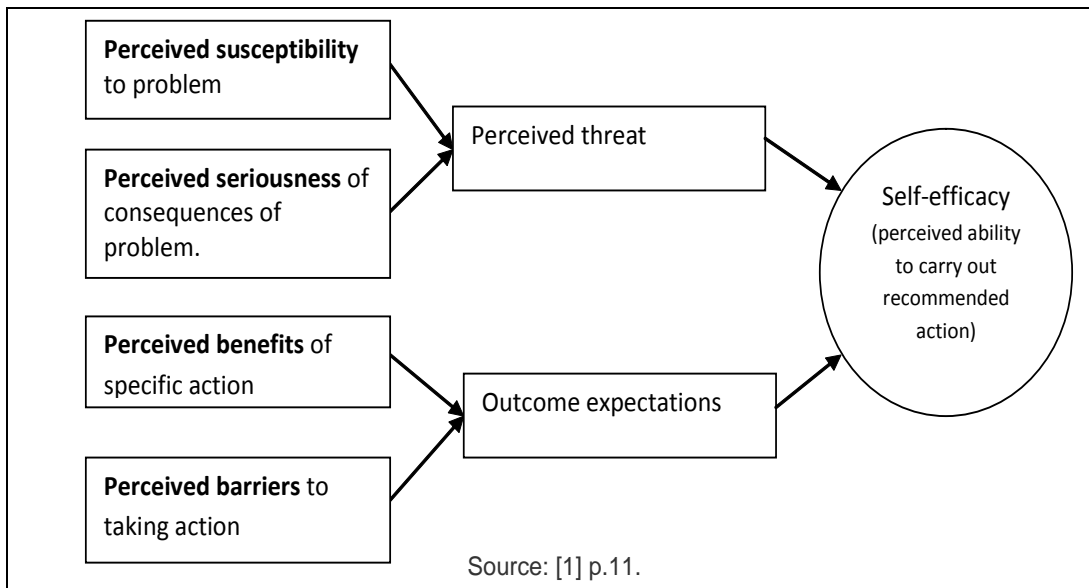 Perceived susceptibility
to problem
Perceived seriousness of
consequences of
problem.
Perceived threat
Perceived benefits of
specific action
Perceived barriers to
taking action
Outcome expectations
Self-efficacy
(perceived ability
to carry out
recommended
action)
Source: [1] p.11.